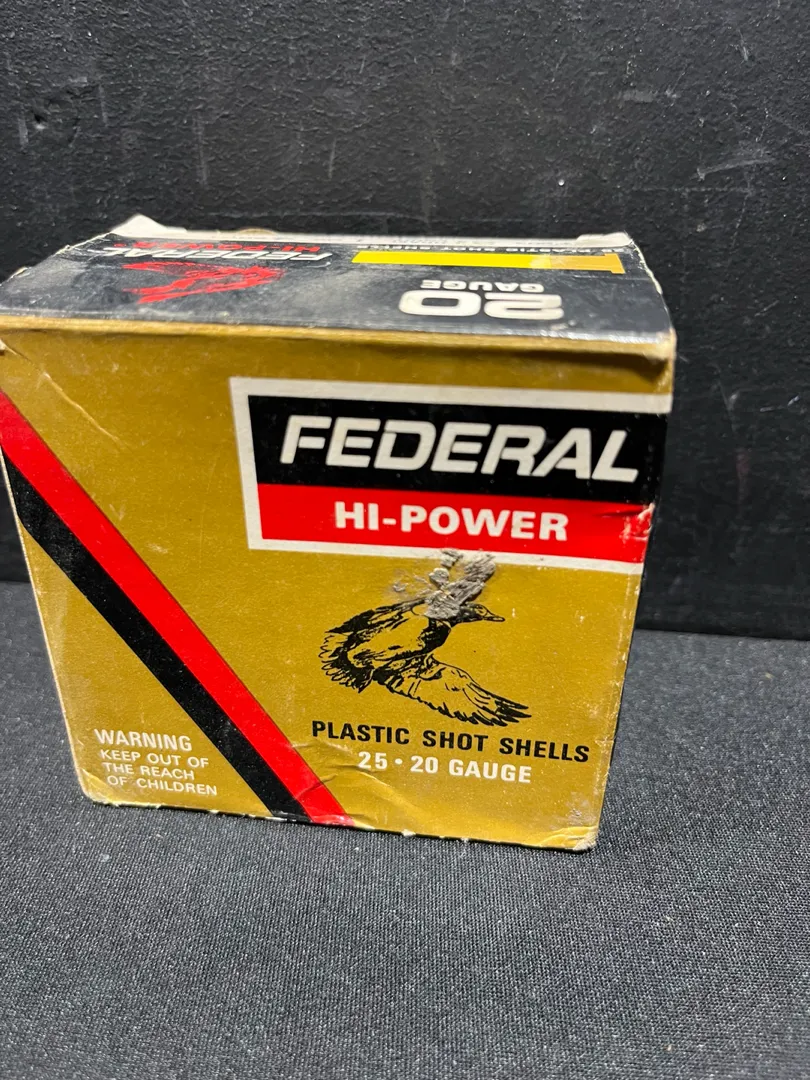 FEDERAL
HI-POWER
20
GAUGE
FEDERAL
HI-POWER
PLASTIC SHOT SHELLS
25 • 20 GAUGE
WARNING
KEEP OUT OF
THE REACH
OF CHILDREN